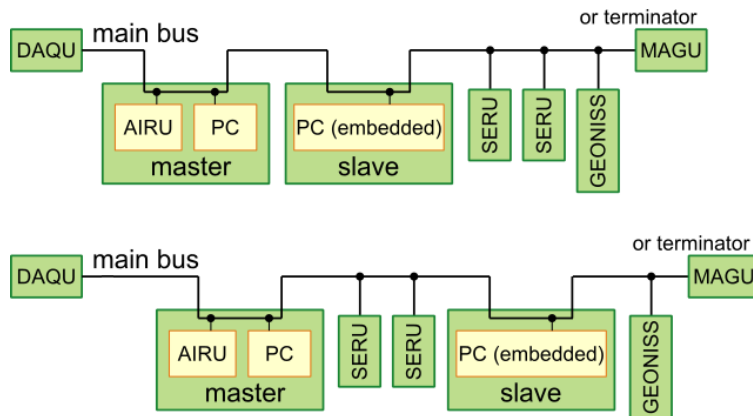 or terminator
DAQU main bus MAGU
AIRU PC PC (embedded) SERU SERU GEONISS
master slave
or terminator
DAQU main bus MAGU
AIRU PC SERU SERU PC (embedded) GEONISS
master slave